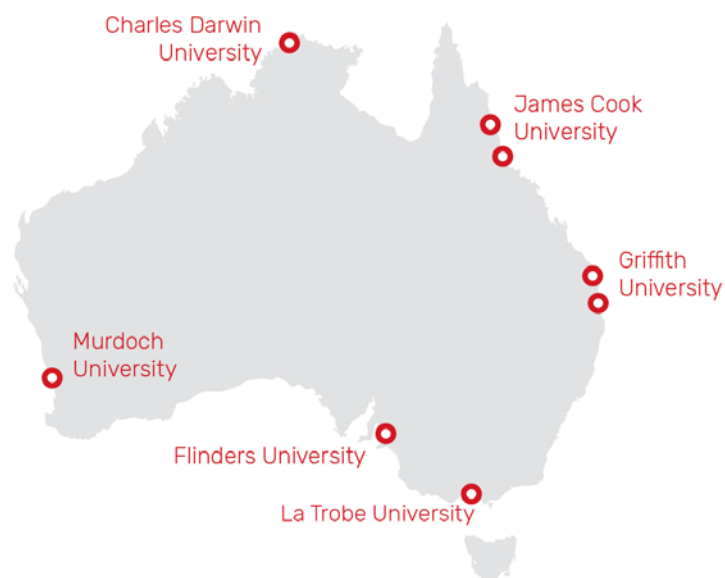 Charles Darwin
University
James Cook
University
Griffith
University
Murdoch
University
Flinders University
La Trobe University